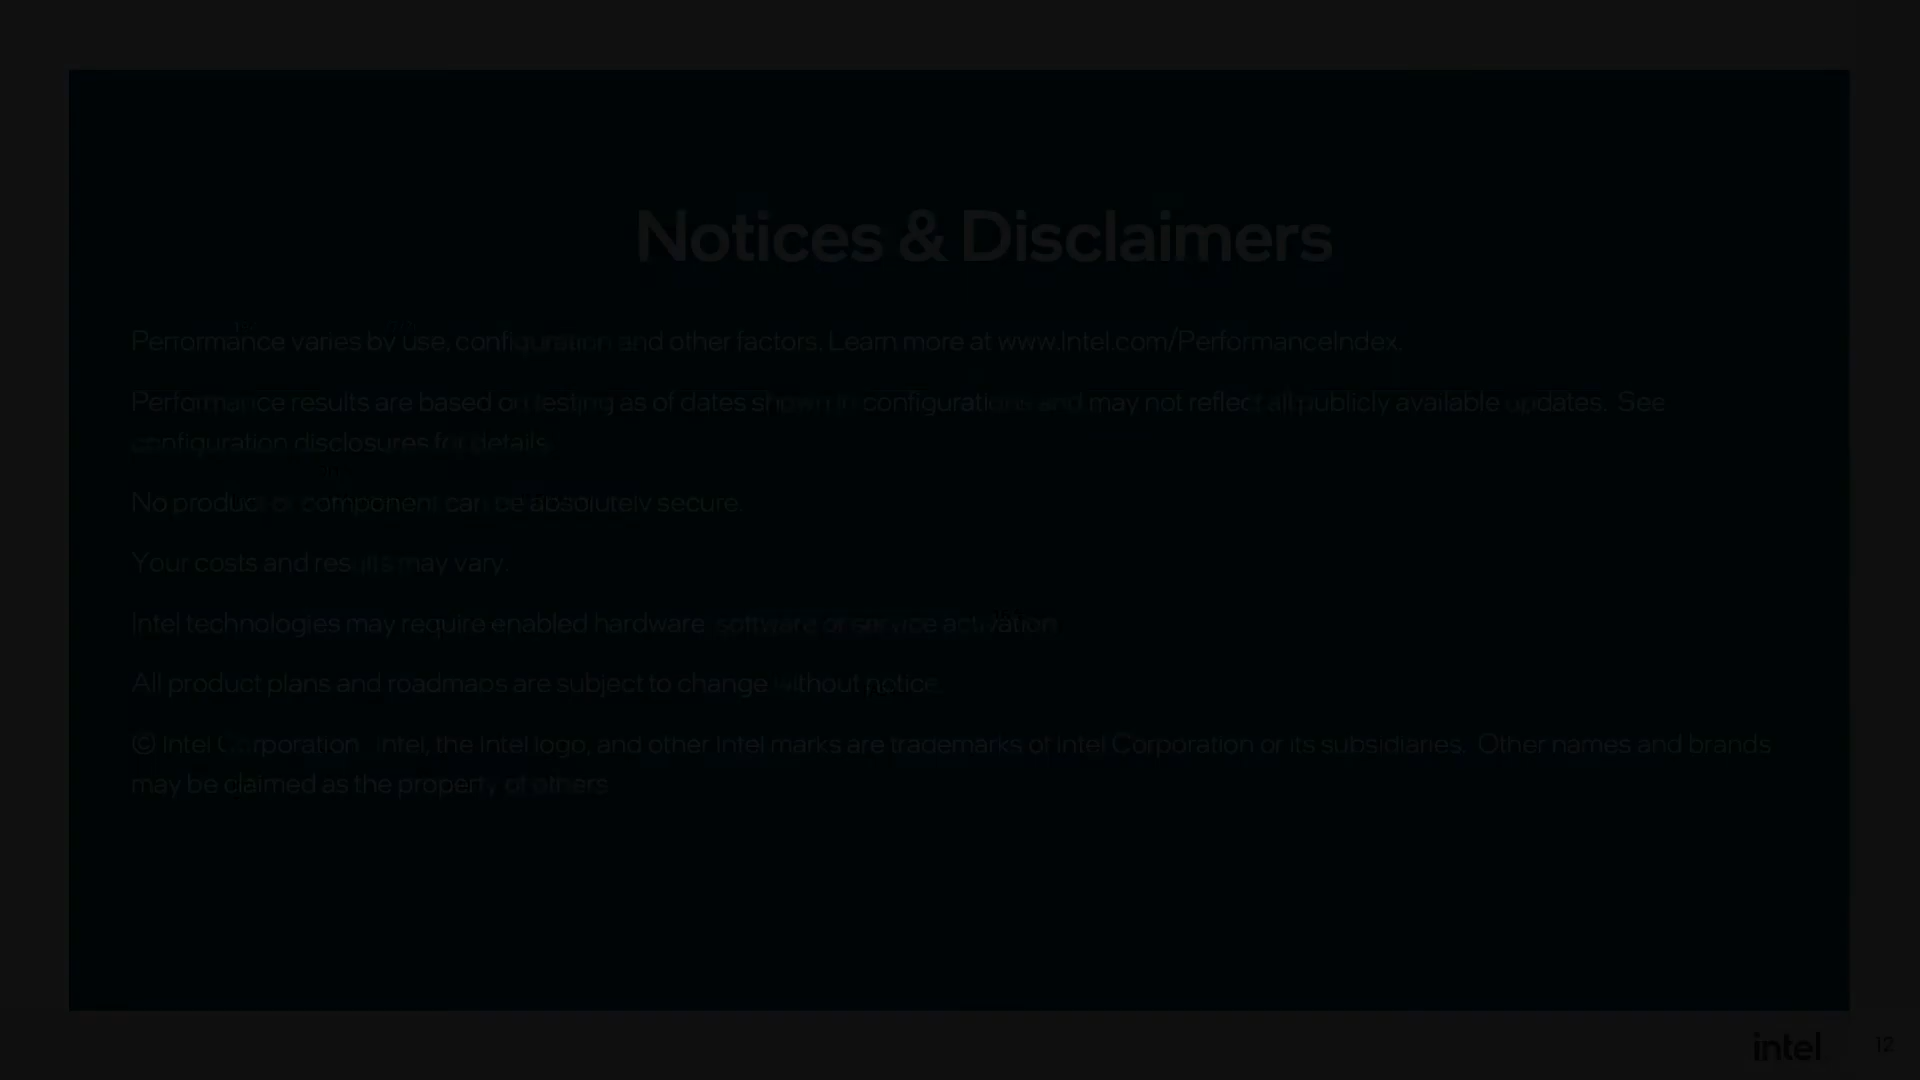 Notices & Disclaimers
Performance varies by use, configuration and other factors. Learn more at www.Intel.com/PerformanceIndex.
Performance results are based on testing as of dates shown in configurations and may not reflect all publicly available updates. See
configuration disclosures for details.
No product or component can be absolutely secure.
Your costs and results may vary.
Intel technologies may require enabled hardware, software or service activation.
All product plans and roadmaps are subject to change without notice.
© Intel Corporation. Intel, the Intel logo, and other Intel marks are trademarks of Intel Corporation or its subsidiaries. Other names and brands
may be claimed as the property of others.
intel 12